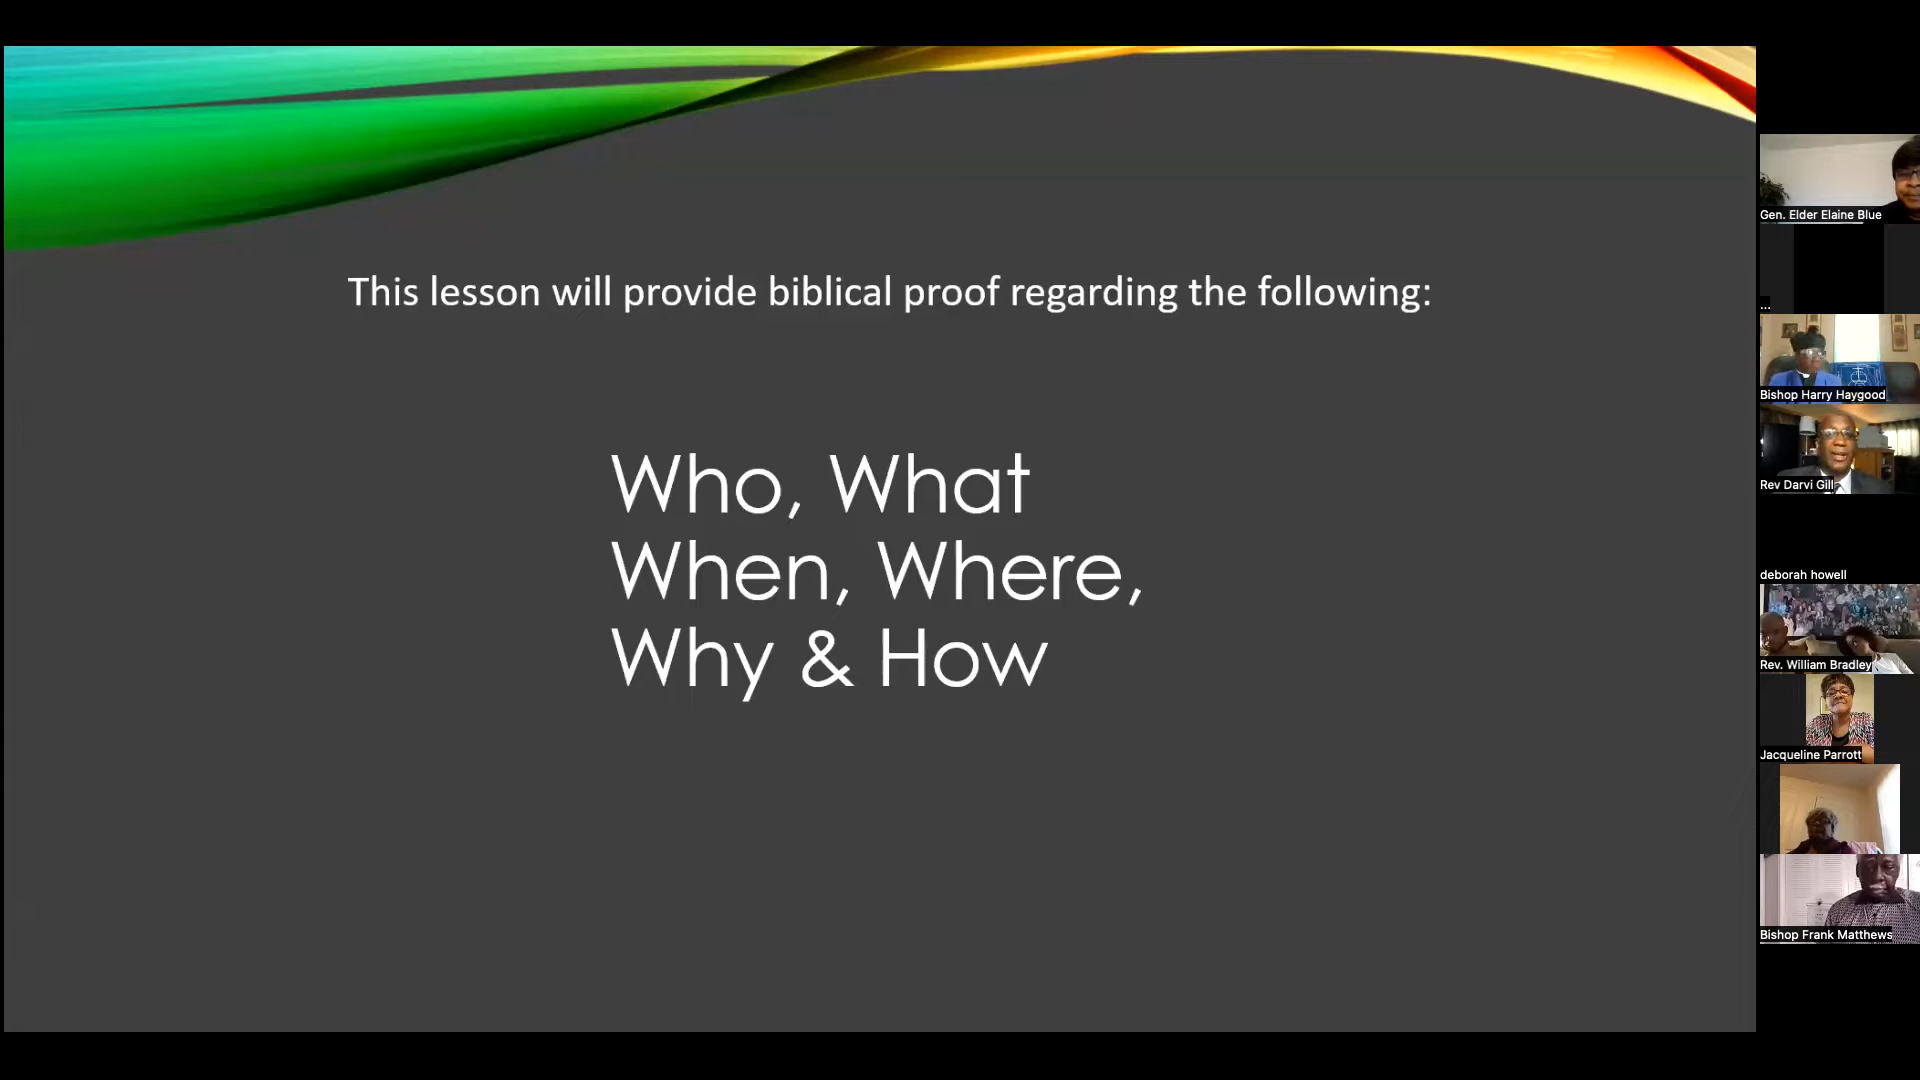 This lesson will provide biblical proof regarding the following:
Who, What
When, Where,
Why & How
Gen. Elder Elaine Blue
...
Bishop Harry Haygood
Rev Darvi Gill
deborah howell
Rev. William Bradley
Jacqueline Parrott
Bishop Frank Matthews